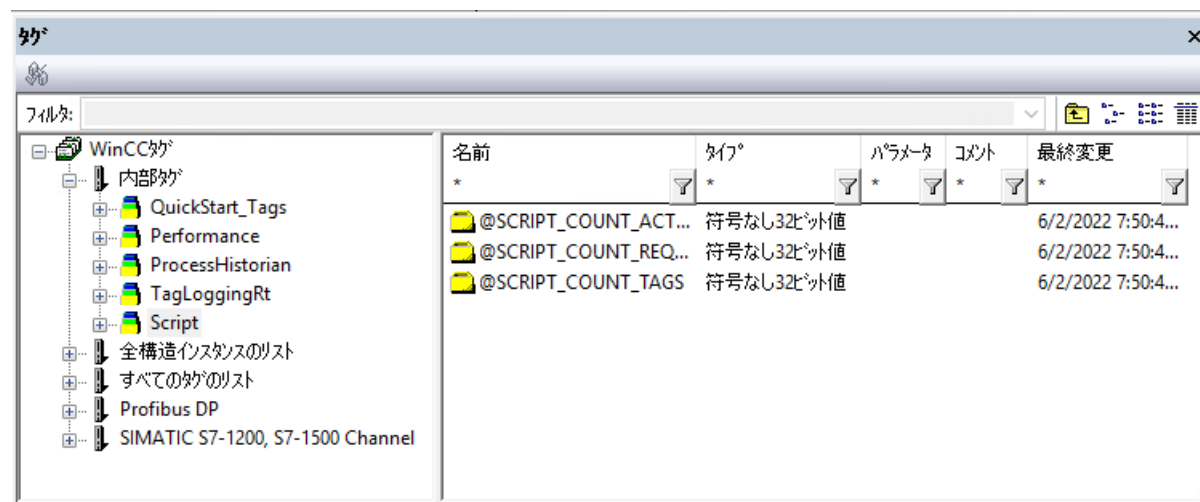 タグ
フィルタ:
WinCCタグ
内部タグ
QuickStart_Tags
Performance
ProcessHistorian
TagLoggingRt
Script
全構造インスタンスのリスト
すべてのタグのリスト
Profibus DP
SIMATIC S7-1200, S7-1500 Channel
名前 タイプ パラメータ コメント 最終変更
* * * * *
@SCRIPT_COUNT_ACT... 符号なし32ビット値 6/2/2022 7:50:4...
@SCRIPT_COUNT_REQ... 符号なし32ビット値 6/2/2022 7:50:4...
@SCRIPT_COUNT_TAGS 符号なし32ビット値 6/2/2022 7:50:4...